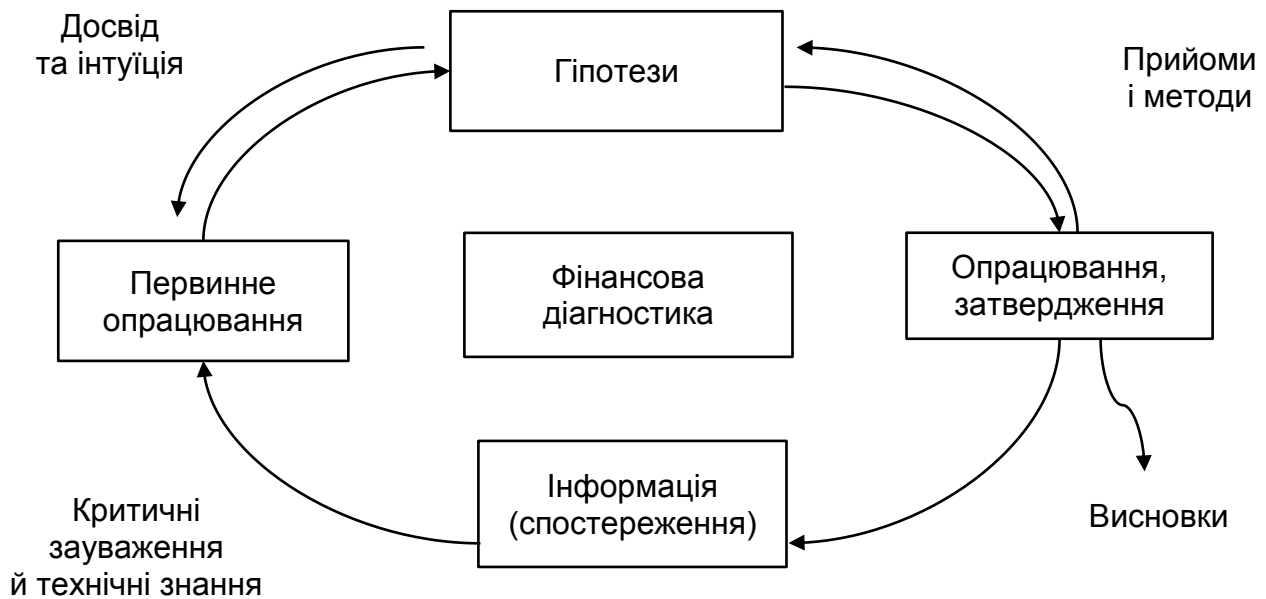 Досвід
та інтуїція
Гіпотези
Прийоми
і методи
Первинне
опрацювання
Фінансова
діагностика
Опрацювання,
затвердження
Інформація
(спостереження)
Критичні
зауваження
й технічні знання
Висновки